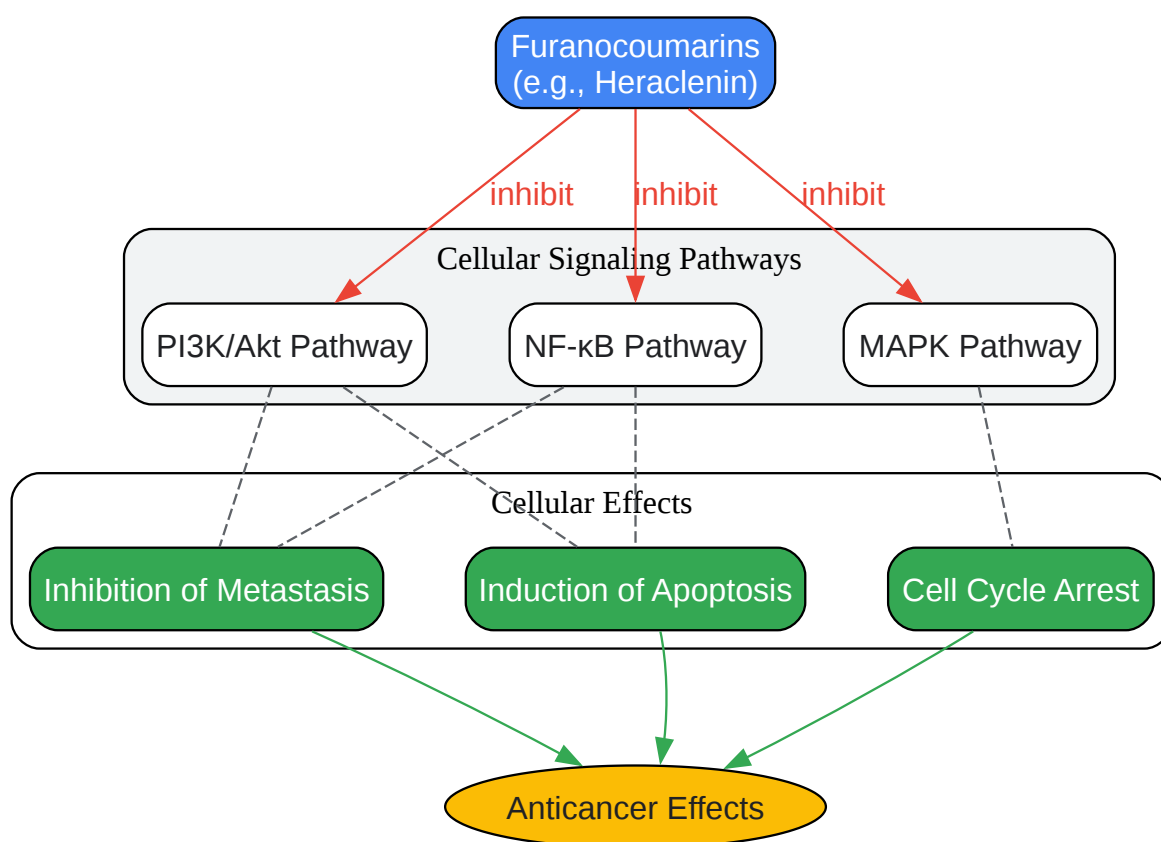 Furanocoumarins
(e.g., Heraclenin)
inhibit
inhibit
inhibit
Cellular Signaling Pathways
PI3K/Akt Pathway
NF-κB Pathway
MAPK Pathway
Cellular Effects
Inhibition of Metastasis
Induction of Apoptosis
Cell Cycle Arrest
Anticancer Effects